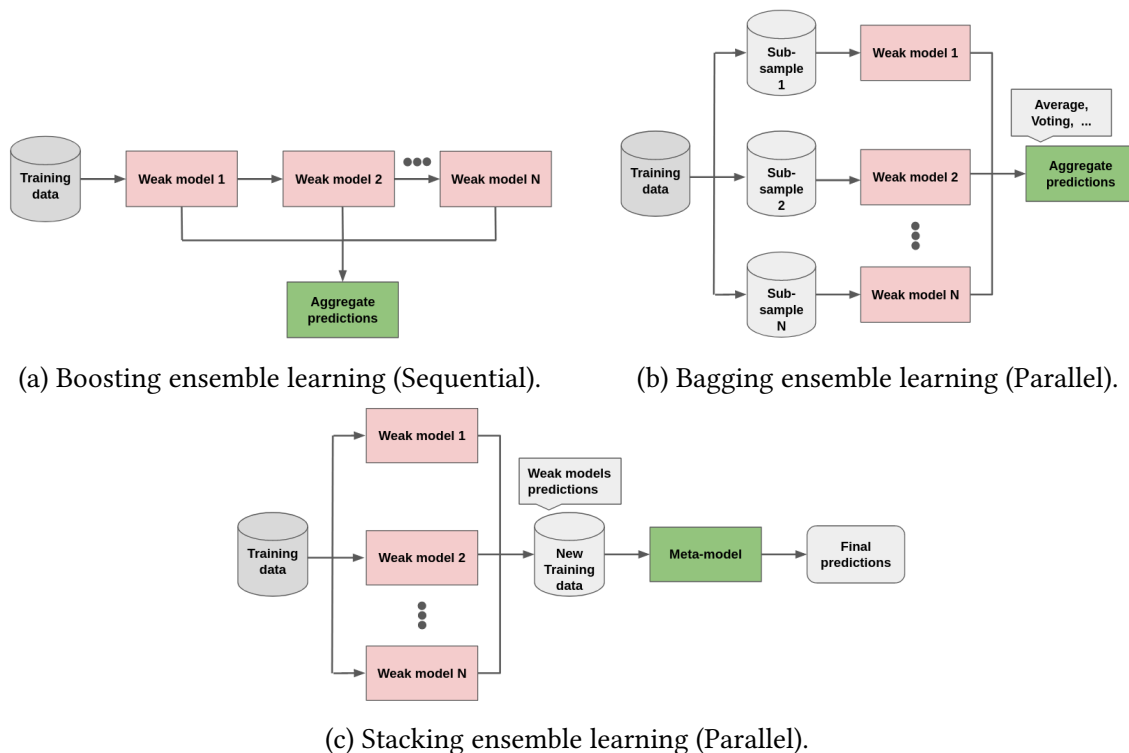 Training
data
Weak model 1
Weak model 2
Weak model N
Aggregate
predictions
(a) Boosting ensemble learning (Sequential).
Training
data
Sub-
sample
1
Weak model 1
Sub-
sample
2
Weak model 2
Sub-
sample
N
Weak model N
Average,
Voting, ...
Aggregate
predictions
(b) Bagging ensemble learning (Parallel).
Training
data
Weak model 1
Weak model 2
Weak model N
Weak models
predictions
New
Training
data
Meta-model
Final
predictions
(c) Stacking ensemble learning (Parallel).